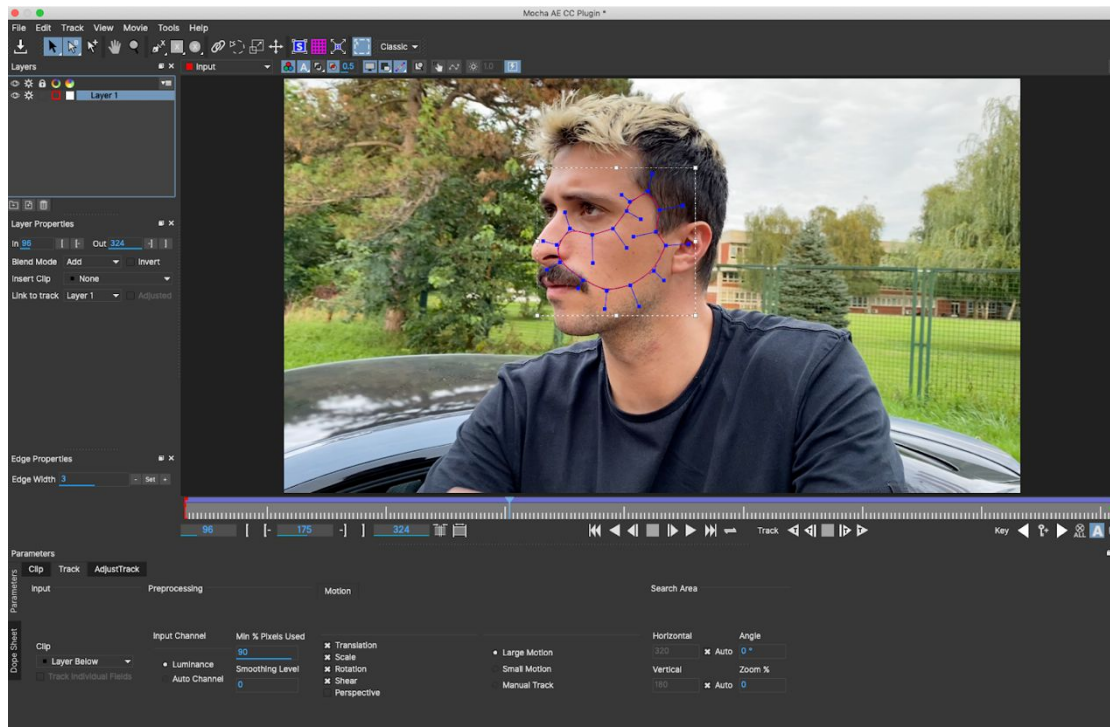 Mocha AE CC Plugin *
File Edit Track View Movie Tools Help
Classic
Layers
Input
0.5
1.0
Layer 1
Layer Properties
In 96 Out 324
Blend Mode Add Invert
Insert Clip None
Link to track Layer 1 Adjusted
Edge Properties
Edge Width 3 - Set +
96 [ [- 175 -] ] 324 Track Key ALL A
Parameters
Clip Track AdjustTrack
Parameters
Dope Sheet
Input Preprocessing Motion Search Area
Input Channel Min % Pixels Used Horizontal Angle
Clip 90 Translation Large Motion 320 Auto 0 °
Layer Below Luminance Smoothing Level Scale Small Motion Vertical Zoom %
Track Individual Fields Auto Channel 0 Rotation Manual Track 180 Auto 0
Shear
Perspective